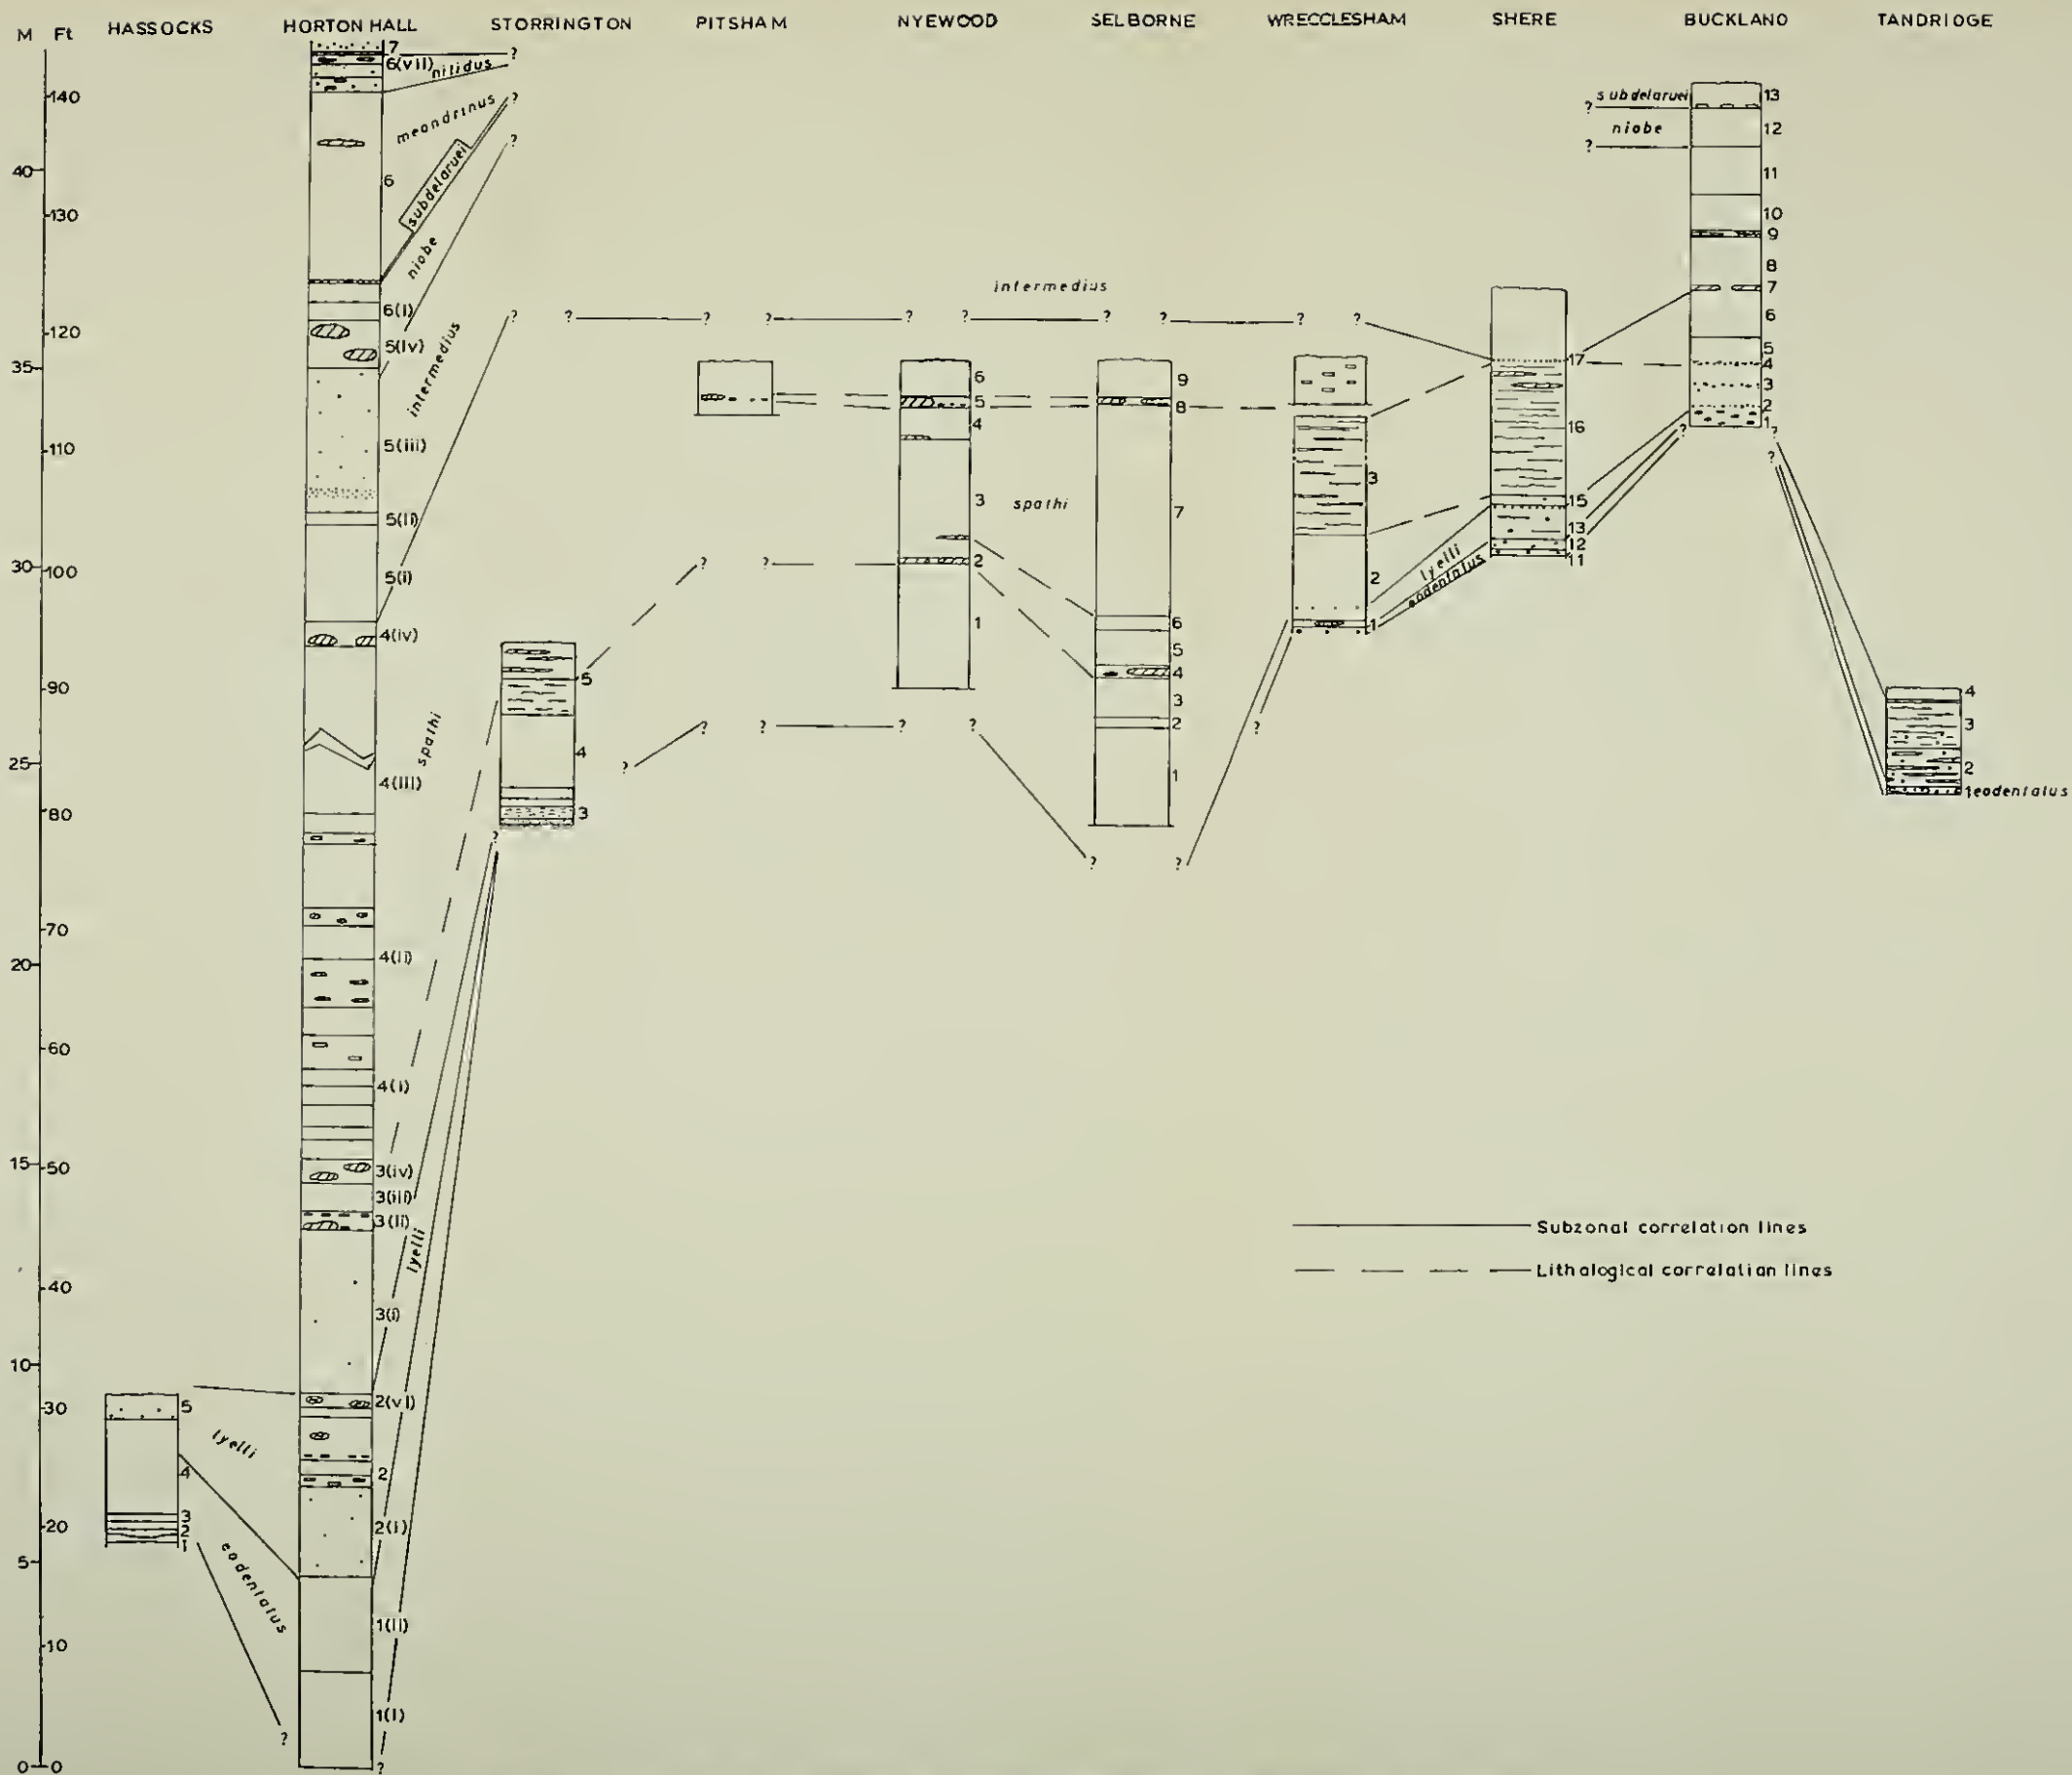 M Ft HASSOCKS HORTON HALL STORRINGTON PITSHAM NYEWOOD SELBORNE WRECCLESHAM SHERE BUCKLAND TANDRIDGE
140
40
130
120
35
110
30 100
90
25
80
70
20
60
15 50
40
10
30
20
5
10
0 0
5
4
3
2
1
lyelli
eodentatus
?
7
6(vii)
6
6(i)
5(iv)
5(iii)
5(ii)
5(i)
4(iv)
4(iii)
4(ii)
4(i)
3(iv)
3(iii)
3(ii)
3(i)
2(vi)
2
2(i)
1(ii)
1(i)
?
nitidus
meandrinus
subdelaruei
niobe
intermedius
spathi
lyelli
?
?
?
?
? ? ? ? ? ? ? ? ?
intermedius
5
4
3
?
?
? ?
? ?
? ?
6
5
4
3
2
1
spathi
9
8
7
6
5
4
3
2
1
? ?
?
3
2
1
lyelli
eodentatus
17
16
15
13
12
11
?
? subdelaruei
niobe
?
13
12
11
10
9
8
7
6
5
4
3
2
1
?
?
4
3
2
1 eodentatus
Subzonal correlation lines
Lithological correlation lines